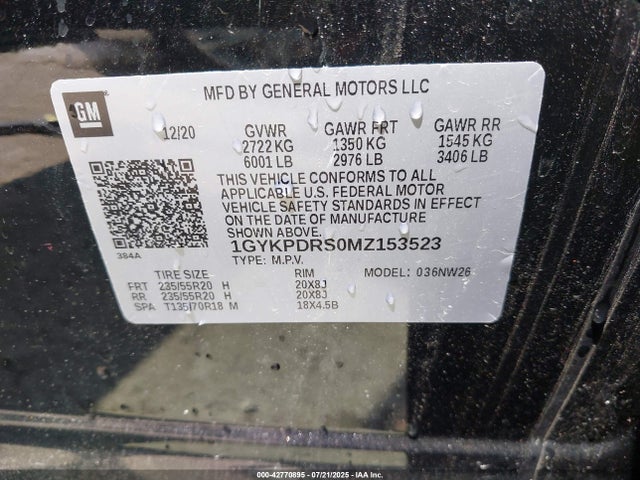 MFD BY GENERAL MOTORS LLC
GM
12/20 GVWR GAWR FRT GAWR RR
2722 KG 1350 KG 1545 KG
6001 LB 2976 LB 3406 LB
THIS VEHICLE CONFORMS TO ALL
APPLICABLE U.S. FEDERAL MOTOR
VEHICLE SAFETY STANDARDS IN EFFECT
ON THE DATE OF MANUFACTURE
SHOWN ABOVE.
1GYKPDRS0MZ153523
384A
TYPE: M.P.V.
TIRE SIZE RIM MODEL: 036NW26
FRT 235/55R20 H 20X8J
RR 235/55R20 H 20X8J
SPA T135/70R18 M 18X4.5B
000-42770895 - 07/21/2025 - IAA Inc.